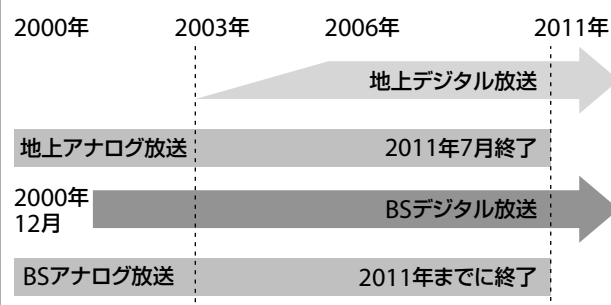 2000年 2003年 2006年 2011年
地上デジタル放送
地上アナログ放送 2011年7月終了
2000年
12月
BSデジタル放送
BSアナログ放送 2011年までに終了